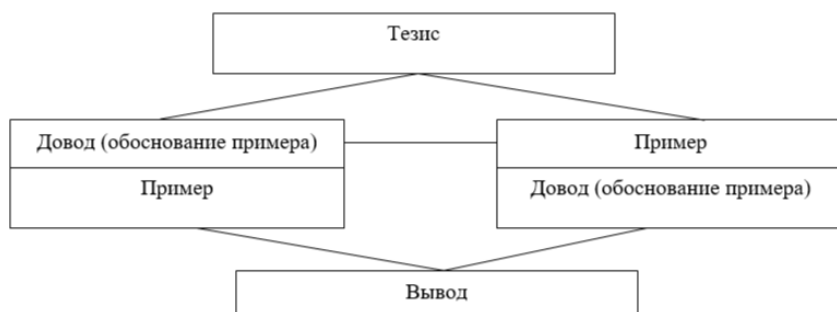 Тезис
Довод (обоснование примера)
Пример
Пример
Довод (обоснование примера)
Вывод